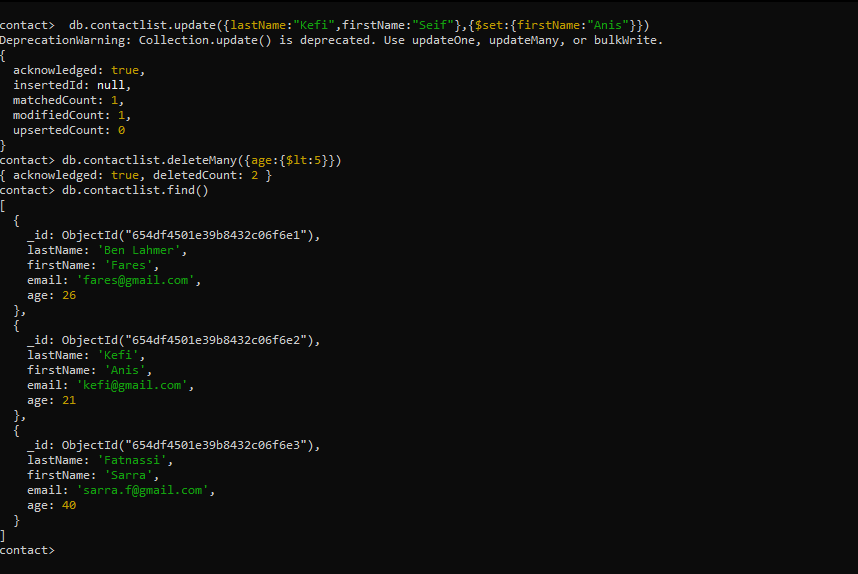 contact>  db.contactlist.update({lastName:"Kefi",firstName:"Seif"},{$set:{firstName:"Anis"}})
DeprecationWarning: Collection.update() is deprecated. Use updateOne, updateMany, or bulkWrite.
{
  acknowledged: true,
  insertedId: null,
  matchedCount: 1,
  modifiedCount: 1,
  upsertedCount: 0
}
contact> db.contactlist.deleteMany({age:{$lt:5}})
{ acknowledged: true, deletedCount: 2 }
contact> db.contactlist.find()
[
  {
    _id: ObjectId("654df4501e39b8432c06f6e1"),
    lastName: 'Ben Lahmer',
    firstName: 'Fares',
    email: 'fares@gmail.com',
    age: 26
  },
  {
    _id: ObjectId("654df4501e39b8432c06f6e2"),
    lastName: 'Kefi',
    firstName: 'Anis',
    email: 'kefi@gmail.com',
    age: 21
  },
  {
    _id: ObjectId("654df4501e39b8432c06f6e3"),
    lastName: 'Fatnassi',
    firstName: 'Sarra',
    email: 'sarra.f@gmail.com',
    age: 40
  }
]
contact>